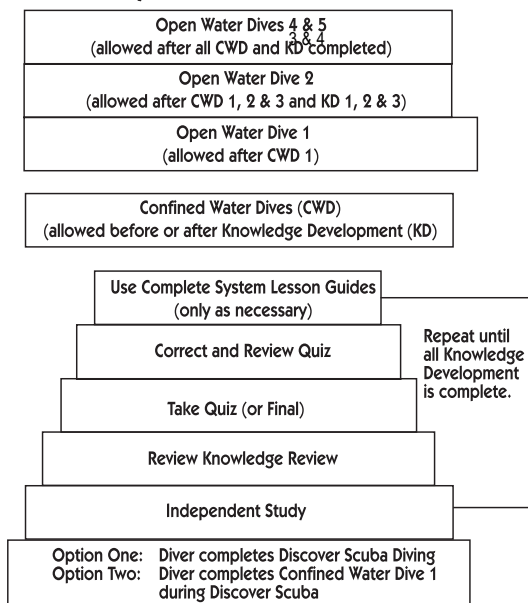 Open Water Dives 4 & 5
3 & 4
(allowed after all CWD and KD completed)
Open Water Dive 2
(allowed after CWD 1, 2 & 3 and KD 1, 2 & 3)
Open Water Dive 1
(allowed after CWD 1)
Confined Water Dives (CWD)
(allowed before or after Knowledge Development (KD)
Use Complete System Lesson Guides
(only as necessary)
Correct and Review Quiz
Repeat until
all Knowledge
Development
is complete.
Take Quiz (or Final)
Review Knowledge Review
Independent Study
Option One: Diver completes Discover Scuba Diving
Option Two: Diver completes Confined Water Dive 1
during Discover Scuba